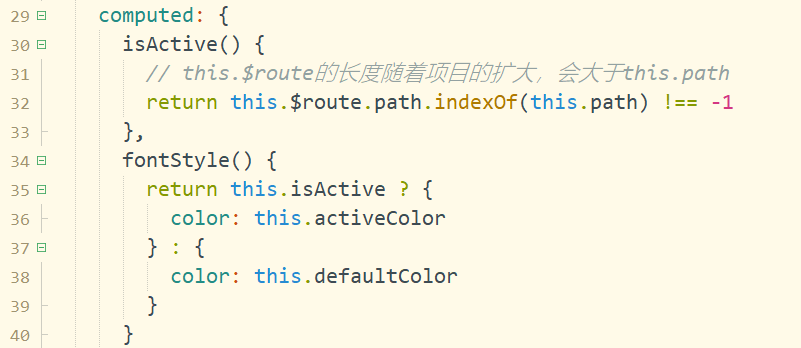 29 computed: {
30 isActive() {
31 // this.$route的长度随着项目的扩大，会大于this.path
32 return this.$route.path.indexOf(this.path) !== -1
33 },
34 fontStyle() {
35 return this.isActive ? {
36 color: this.activeColor
37 } : {
38 color: this.defaultColor
39 }
40 }